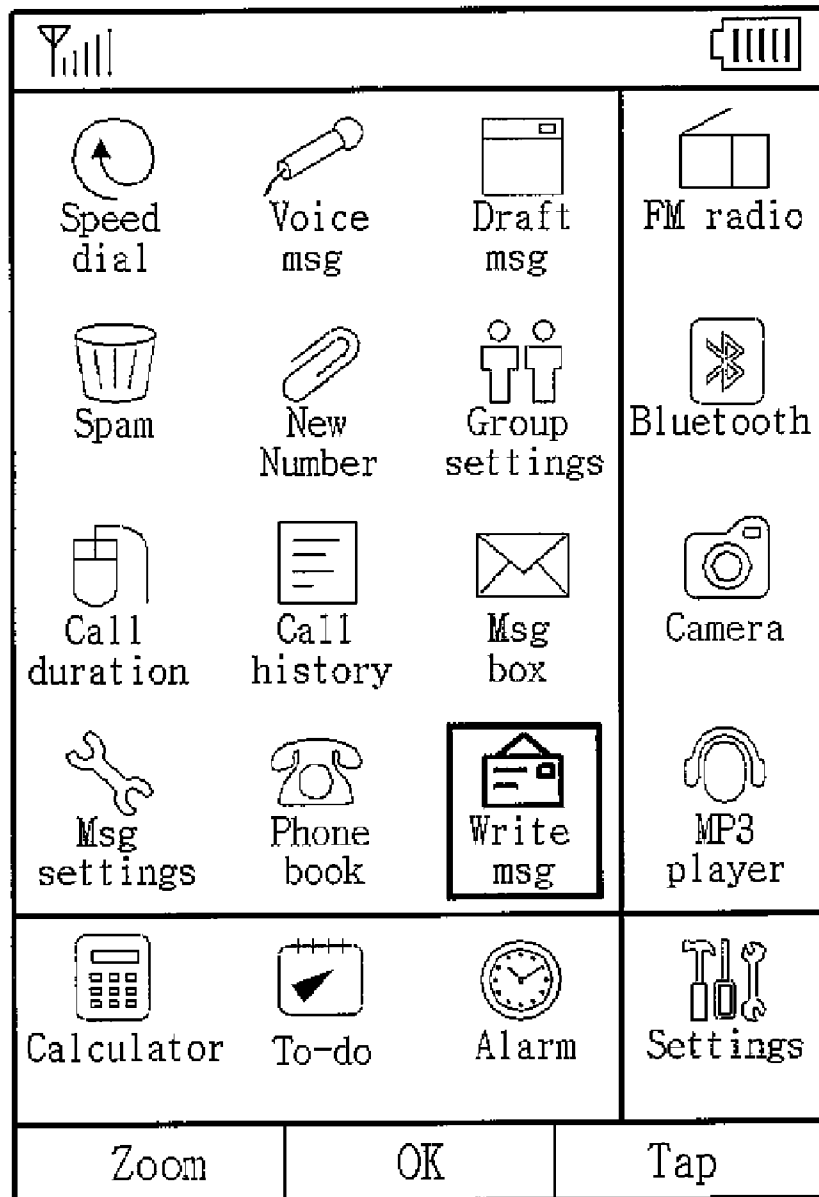 Speed
dial
Voice
msg
Draft
msg
FM radio
Spam
New
Number
Group
settings
Bluetooth
Call
duration
Call
history
Msg
box
Camera
Msg
settings
Phone
book
Write
msg
MP3
player
Calculator
To-do
Alarm
Settings
Zoom
OK
Tap